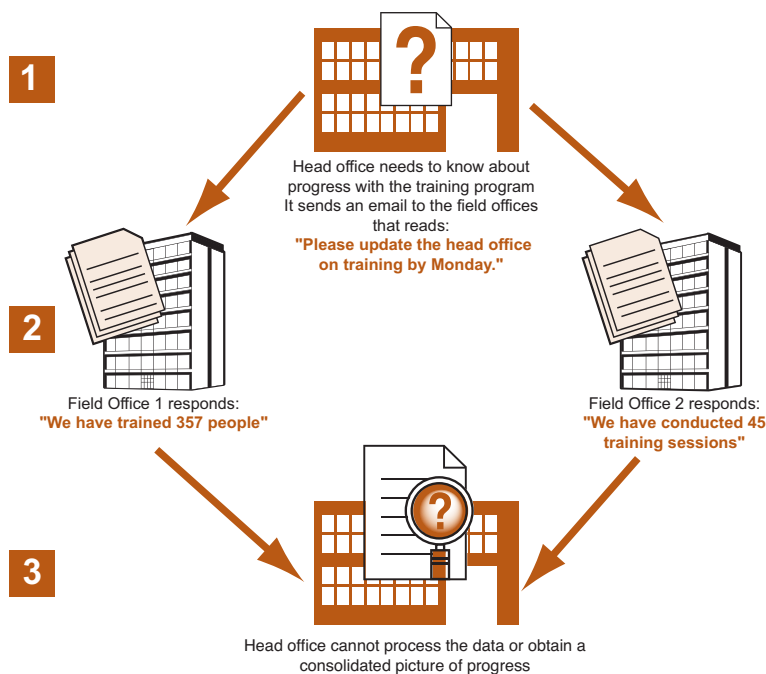 1
?
Head office needs to know about
progress with the training program
It sends an email to the field offices
that reads:
"Please update the head office
on training by Monday."
2
Field Office 1 responds:
"We have trained 357 people"
Field Office 2 responds:
"We have conducted 45
training sessions"
3
?
Head office cannot process the data or obtain a
consolidated picture of progress